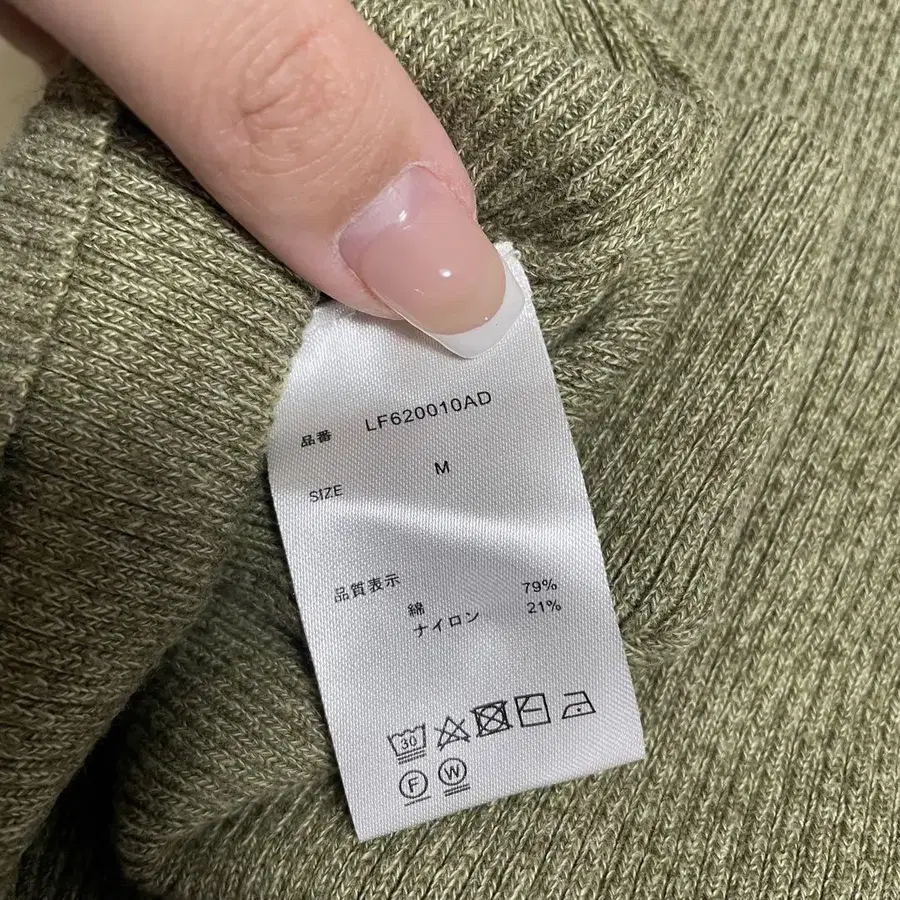 品番 LF620010AD
SIZE M
品質表示
綿 79%
ナイロン 21%
30
F W